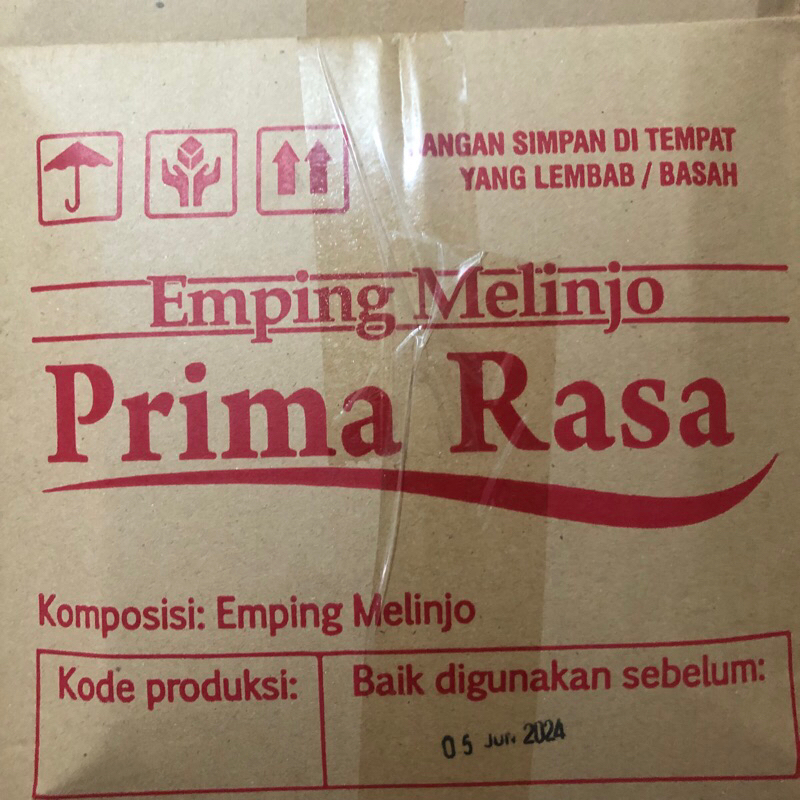 JANGAN SIMPAN DI TEMPAT
YANG LEMBAB / BASAH
Emping Melinjo
Prima Rasa
Komposisi: Emping Melinjo
Kode produksi:
Baik digunakan sebelum:
05 JUN 2024